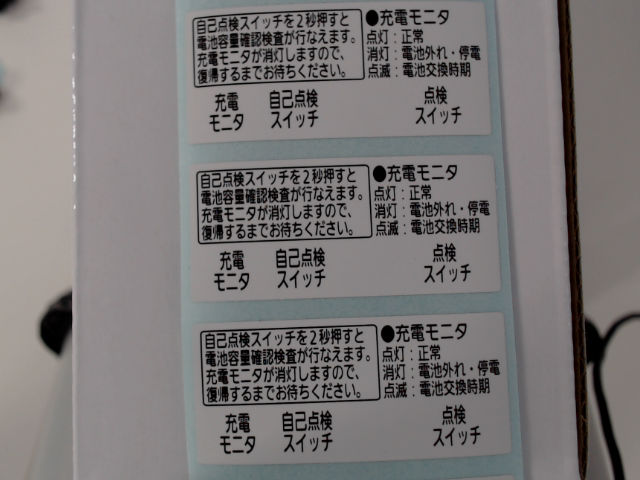 自己点検スイッチを2秒押すと
電池容量確認検査が行なえます。
充電モニタが消灯しますので、
復帰するまでお待ちください。
●充電モニタ
点灯:正常
消灯:電池外れ・停電
点滅:電池交換時期
充電
モニタ
自己点検
スイッチ
点検
スイッチ
自己点検スイッチを2秒押すと
電池容量確認検査が行なえます。
充電モニタが消灯しますので、
復帰するまでお待ちください。
●充電モニタ
点灯:正常
消灯:電池外れ・停電
点滅:電池交換時期
充電
モニタ
自己点検
スイッチ
点検
スイッチ
自己点検スイッチを2秒押すと
電池容量確認検査が行なえます。
充電モニタが消灯しますので、
復帰するまでお待ちください。
●充電モニタ
点灯:正常
消灯:電池外れ・停電
点滅:電池交換時期
充電
モニタ
自己点検
スイッチ
点検
スイッチ